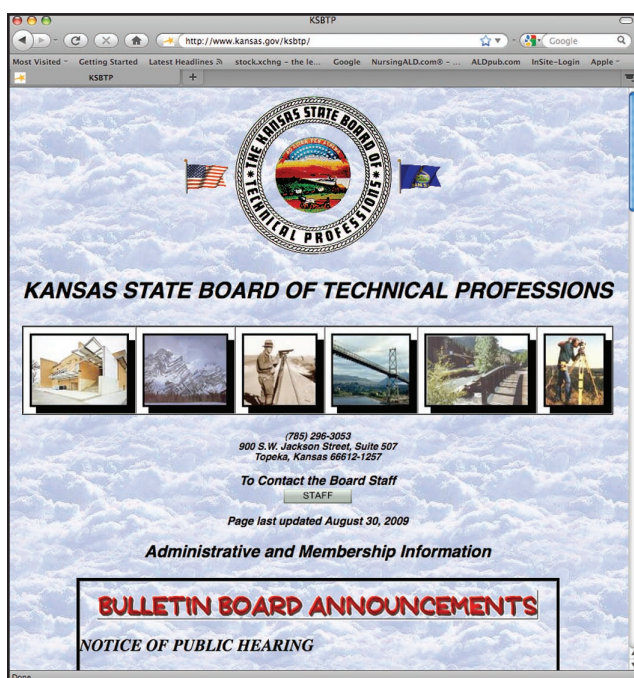 KSBTP
http://www.kansas.gov/ksbtp/
Google
Most Visited
Getting Started
Latest Headlines
stock.xchng - the le...
Google
NursingALD.com® - ...
ALDpub.com
InSite-Login
Apple
KSBTP
+
THE KANSAS STATE BOARD OF
TECHNICAL PROFESSIONS
KANSAS STATE BOARD OF TECHNICAL PROFESSIONS
(785) 296-3053
900 S.W. Jackson Street, Suite 507
Topeka, Kansas 66612-1257
To Contact the Board Staff
STAFF
Page last updated August 30, 2009
Administrative and Membership Information
BULLETIN BOARD ANNOUNCEMENTS
NOTICE OF PUBLIC HEARING
Done